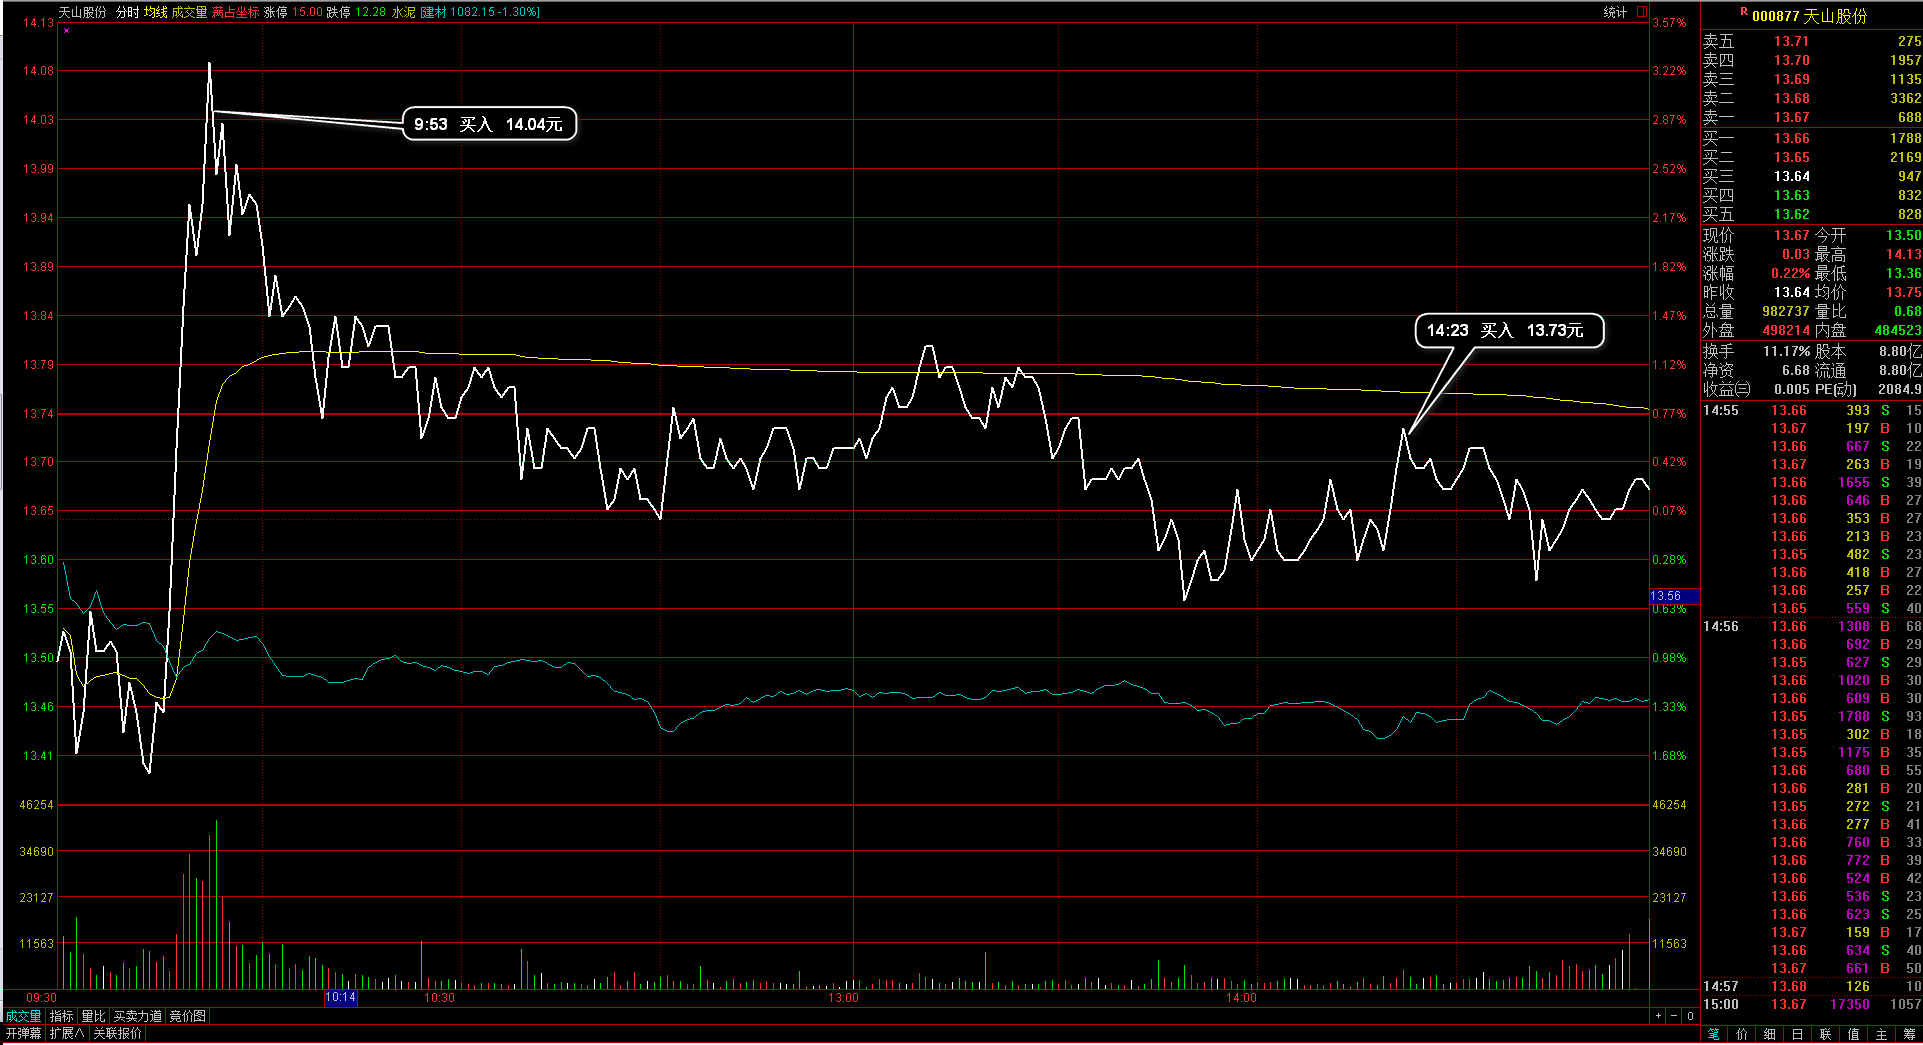 天山股份 分时 均线 成交量 满占坐标 涨停 15.00 跌停 12.28 水泥 [建材 1082.15 -1.30%] 统计
14.13 3.57%
14.08 3.22%
14.03 2.87%
13.99 2.52%
13.94 2.17%
13.89 1.82%
13.84 1.47%
13.79 1.12%
13.74 0.77%
13.70 0.42%
13.65 0.07%
13.60 0.28%
13.56
13.55 0.63%
13.50 0.98%
13.46 1.33%
13.41 1.68%
46254 46254
34690 34690
23127 23127
11563 11563
9:53 买入 14.04元
14:23 买入 13.73元
09:30 10:14 10:30 13:00 14:00
成交量 指标 量比 买卖力道 竞价图 + - 0
开弹幕 扩展∧ 关联报价
R 000877 天山股份
卖五 13.71 275
卖四 13.70 1957
卖三 13.69 1135
卖二 13.68 3362
卖一 13.67 688
买一 13.66 1788
买二 13.65 2169
买三 13.64 947
买四 13.63 832
买五 13.62 828
现价 13.67 今开 13.50
涨跌 0.03 最高 14.13
涨幅 0.22% 最低 13.36
昨收 13.64 均价 13.75
总量 982737 量比 0.68
外盘 498214 内盘 484523
换手 11.17% 股本 8.80亿
净资 6.68 流通 8.80亿
收益㈢ 0.005 PE(动) 2084.9
14:55 13.66 393 S 15
13.67 197 B 10
13.66 667 S 22
13.67 263 B 19
13.66 1655 S 39
13.66 646 B 27
13.66 353 B 27
13.66 213 B 23
13.65 482 S 23
13.66 418 B 27
13.66 257 B 22
13.65 559 S 40
14:56 13.66 1308 B 68
13.66 692 B 29
13.65 627 S 29
13.66 1020 B 30
13.66 609 B 30
13.65 1788 S 93
13.65 302 B 18
13.65 1175 B 35
13.66 680 B 55
13.66 281 B 20
13.65 272 S 21
13.66 277 B 41
13.66 760 B 33
13.66 772 B 39
13.66 524 B 42
13.66 536 S 23
13.66 623 S 25
13.67 159 B 17
13.66 634 S 40
13.67 661 B 50
14:57 13.68 126 10
15:00 13.67 17350 1057
笔 价 细 日 联 值 主 筹